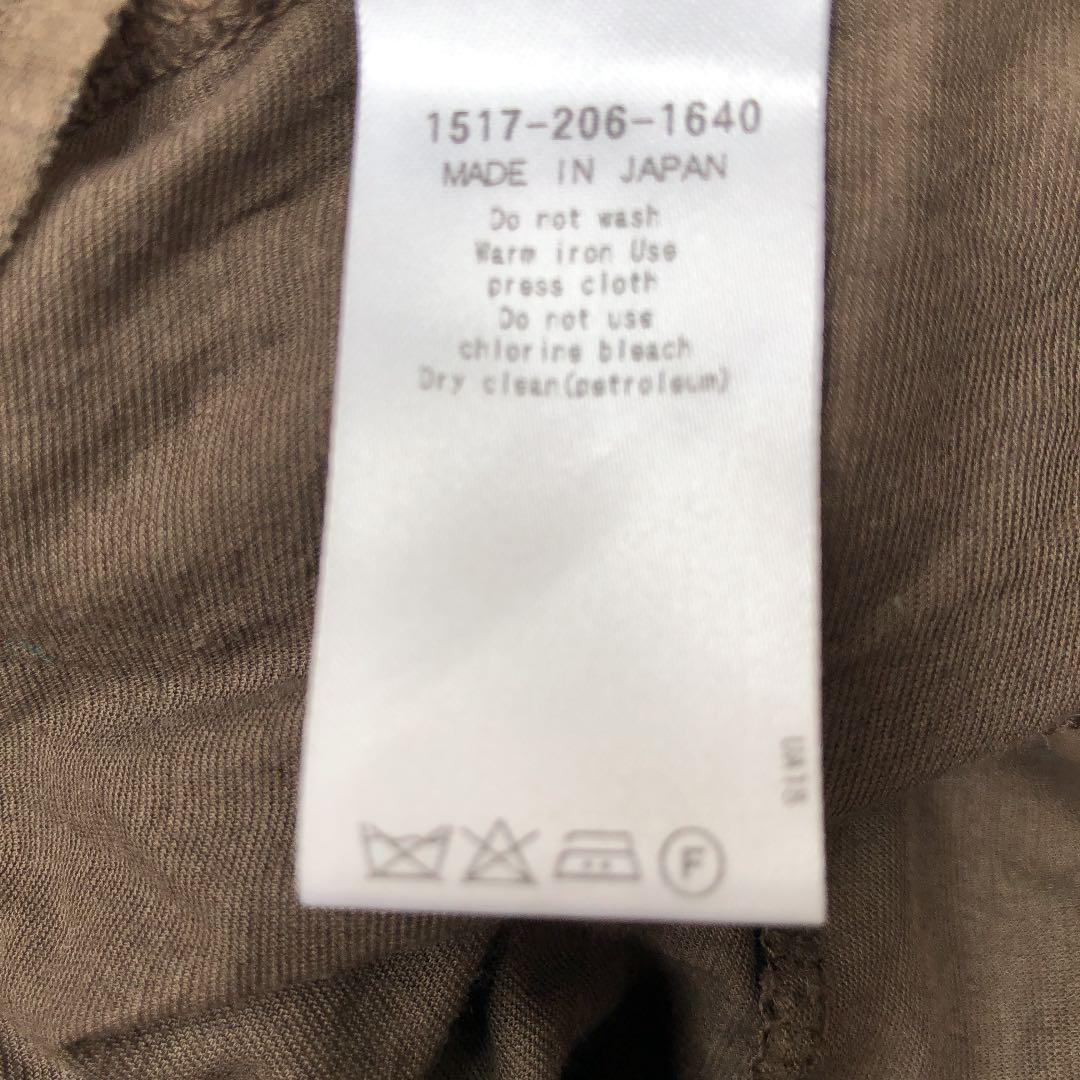 1517-206-1640
MADE IN JAPAN
Do not wash
Warm iron Use
press cloth
Do not use
chlorine bleach
Dry clean(petroleum)
F